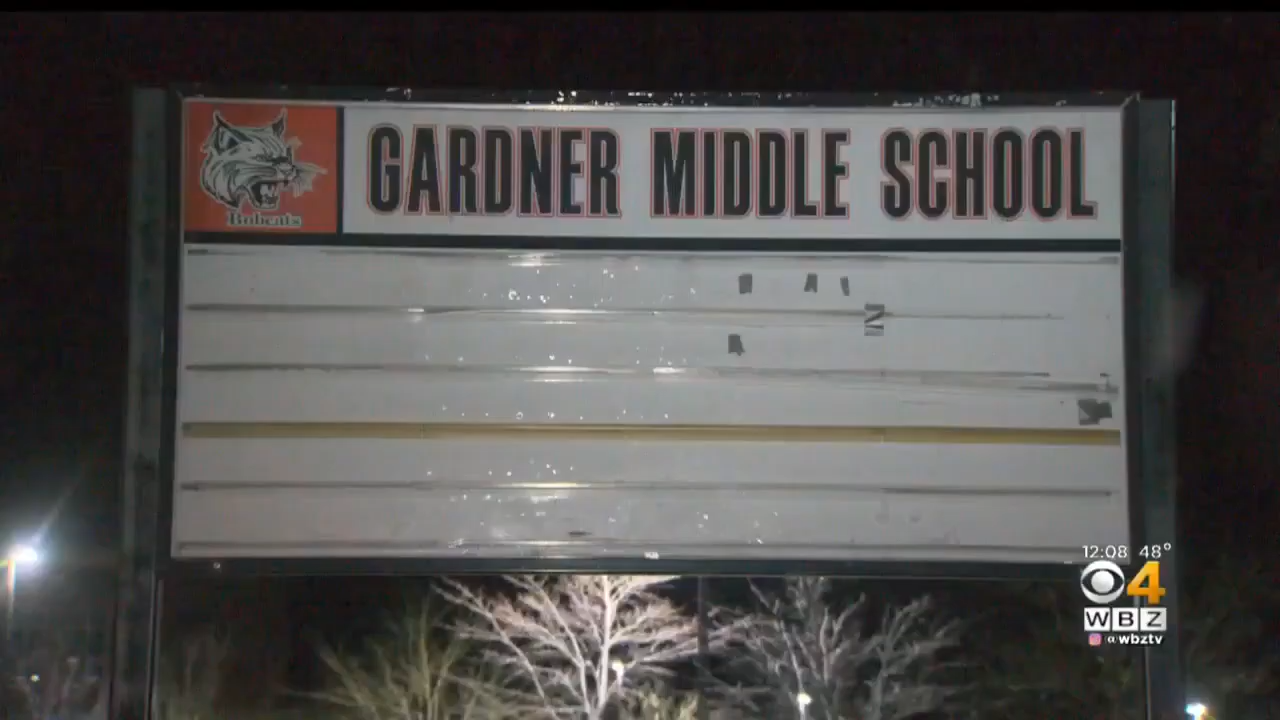 GARDNER MIDDLE SCHOOL
Bobcats
12:08 48°
4
WBZ
@wbztv